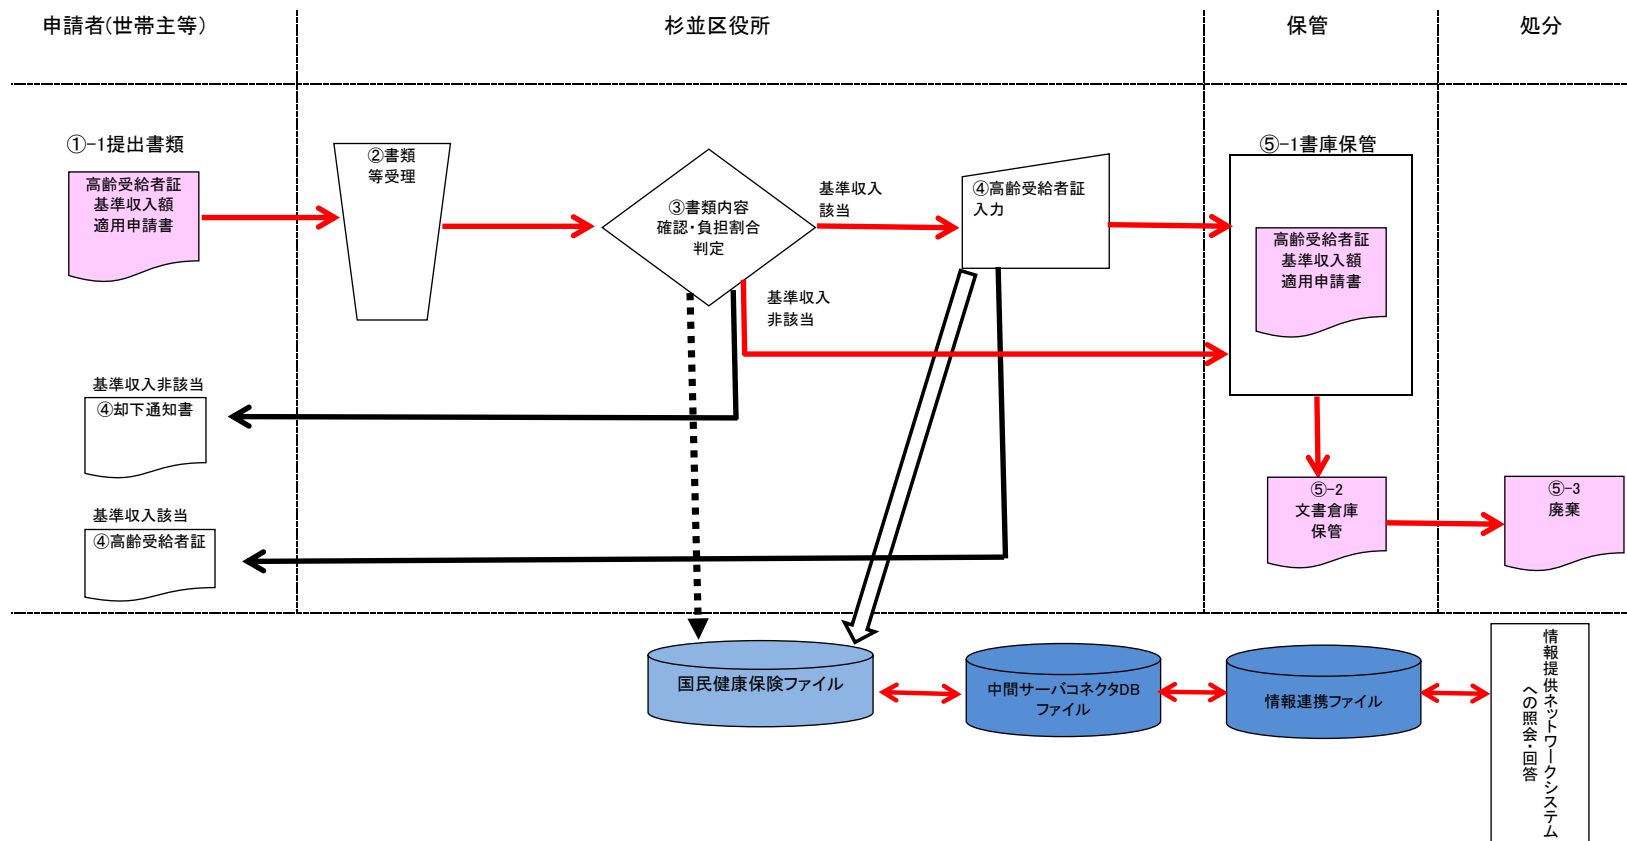 申請者(世帯主等)
杉並区役所
保管
処分
①-1提出書類
高齢受給者証
基準収入額
適用申請書
②書類
等受理
③書類内容
確認・負担割合
判定
基準収入
該当
④高齢受給者証
入力
基準収入
非該当
⑤-1書庫保管
高齢受給者証
基準収入額
適用申請書
基準収入非該当
④却下通知書
基準収入該当
④高齢受給者証
⑤-2
文書倉庫
保管
⑤-3
廃棄
国民健康保険ファイル
中間サーバコネクタDB
ファイル
情報連携ファイル
情報提供ネットワークシステム
への照会・回答